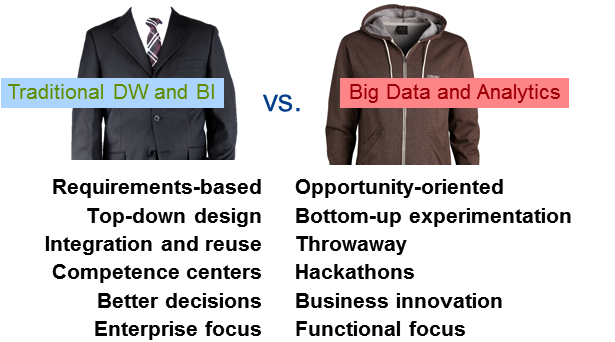 Traditional DW and BI
vs.
Big Data and Analytics
Requirements-based
Opportunity-oriented
Top-down design
Bottom-up experimentation
Integration and reuse
Throwaway
Competence centers
Hackathons
Better decisions
Business innovation
Enterprise focus
Functional focus